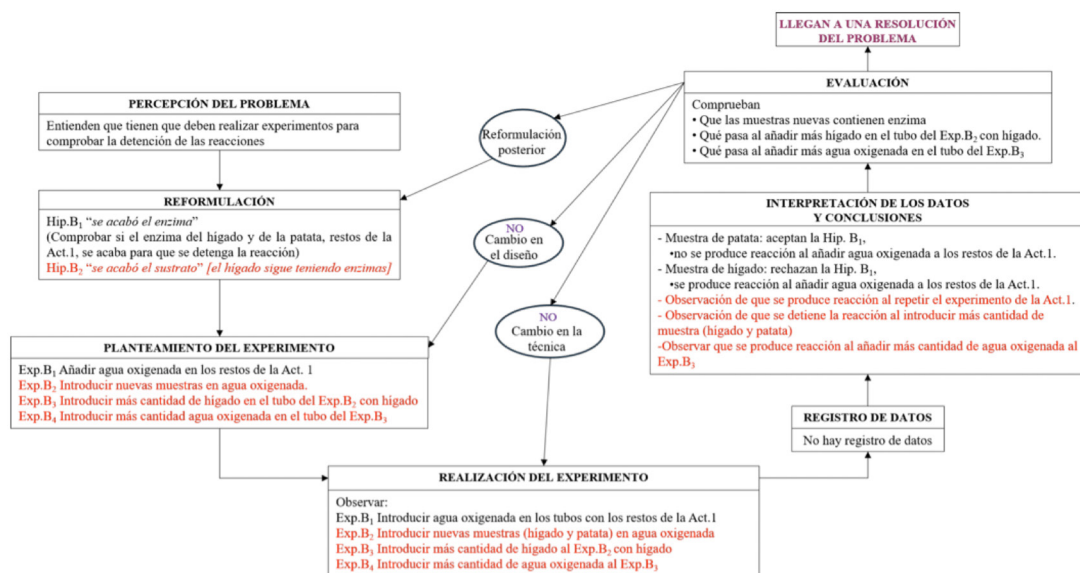 LLEGAN A UNA RESOLUCIÓN
DEL PROBLEMA
EVALUACIÓN
Comprueban
• Que las muestras nuevas contienen enzima
• Qué pasa al añadir más hígado en el tubo del Exp.B₂ con hígado.
• Qué pasa al añadir más agua oxigenada en el tubo del Exp.B₃
PERCEPCIÓN DEL PROBLEMA
Entienden que tienen que deben realizar experimentos para
comprobar la detención de las reacciones
Reformulación
posterior
REFORMULACIÓN
Hip.B₁ “se acabó el enzima”
(Comprobar si el enzima del hígado y de la patata, restos de la
Act.1, se acaba para que se detenga la reacción)
Hip.B₂ “se acabó el sustrato” [el hígado sigue teniendo enzimas]
NO
Cambio en
el diseño
NO
Cambio en la
técnica
INTERPRETACIÓN DE LOS DATOS
Y CONCLUSIONES
- Muestra de patata: aceptan la Hip. B₁,
•no se produce reacción al añadir agua oxigenada a los restos de la Act.1.
- Muestra de hígado: rechazan la Hip. B₁,
•se produce reacción al añadir agua oxigenada a los restos de la Act.1.
- Observación de que se produce reacción al repetir el experimento de la Act.1.
- Observación de que se detiene la reacción al introducir más cantidad de
muestra (hígado y patata)
-Observar que se produce reacción al añadir más cantidad de agua oxigenada al
Exp.B₃
PLANTEAMIENTO DEL EXPERIMENTO
Exp.B₁ Añadir agua oxigenada en los restos de la Act. 1
Exp.B₂ Introducir nuevas muestras en agua oxigenada.
Exp.B₃ Introducir más cantidad de hígado en el tubo del Exp.B₂ con hígado
Exp.B₄ Introducir más cantidad agua oxigenada en el tubo del Exp.B₃
REGISTRO DE DATOS
No hay registro de datos
REALIZACIÓN DEL EXPERIMENTO
Observar:
Exp.B₁ Introducir agua oxigenada en los tubos con los restos de la Act.1
Exp.B₂ Introducir nuevas muestras (hígado y patata) en agua oxigenada
Exp.B₃ Introducir más cantidad de hígado al Exp.B₂ con hígado
Exp.B₄ Introducir más cantidad de agua oxigenada al Exp.B₃